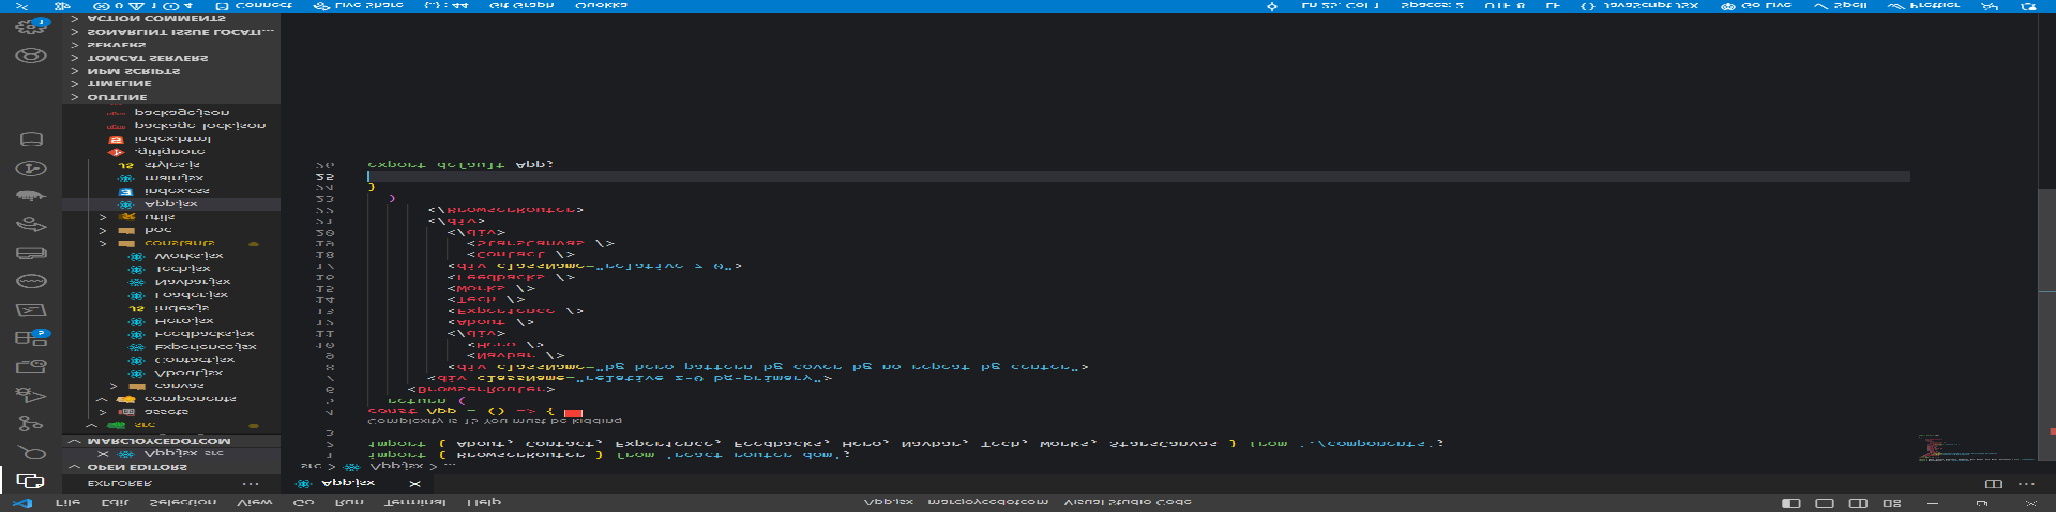 File Edit Selection View Go Run Terminal Help
App.jsx - marcjoycedotcom - Visual Studio Code
EXPLORER
OPEN EDITORS
App.jsx src
MARCJOYCEDOTCOM
src
assets
components
canvas
About.jsx
Contact.jsx
Experience.jsx
Feedbacks.jsx
Hero.jsx
index.js
Loader.jsx
Navbar.jsx
Tech.jsx
Works.jsx
constants
hoc
utils
App.jsx
index.css
main.jsx
styles.js
.gitignore
index.html
package-lock.json
package.json
OUTLINE
TIMELINE
NPM SCRIPTS
TOMCAT SERVERS
SERVERS
SONARLINT ISSUE LOCATI...
ACTION COMMENTS
App.jsx
src > App.jsx > ...
1 import { BrowserRouter } from 'react-router-dom';
2 import { About, Contact, Experience, Feedbacks, Hero, Navbar, Tech, Works, StarsCanvas } from './components';
3
Complexity is 12 You must be kidding
4 const App = () => {
5 return (
6 <BrowserRouter>
7 <div className="relative z-0 bg-primary">
8 <div className="bg-hero-pattern bg-cover bg-no-repeat bg-center">
9 <Navbar />
10 <Hero />
11 </div>
12 <About />
13 <Experience />
14 <Tech />
15 <Works />
16 <Feedbacks />
17 <div className="relative z-0">
18 <Contact />
19 <StarsCanvas />
20 </div>
21 </div>
22 </BrowserRouter>
23 )
24 }
25
26 export default App;
Connect Live Share Git Graph Quokka
Ln 25, Col 1 Spaces: 2 UTF-8 LF {} JavaScript JSX Go Live Spell Prettier